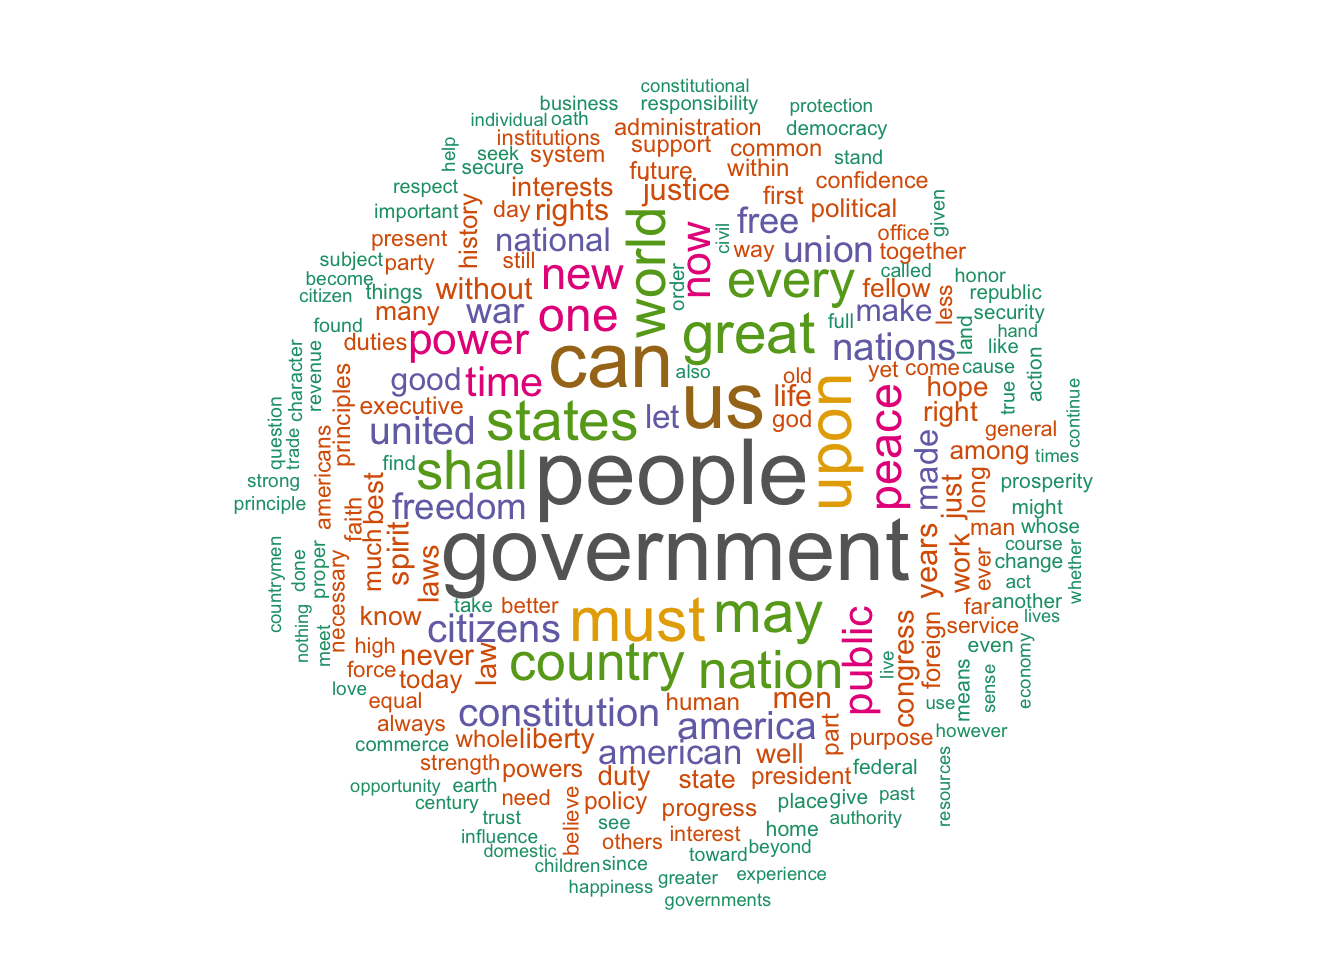 constitutional
business responsibility protection
individual oath administration democracy
institutions support common
help seek system future within stand
secure
respect interests justice first confidence
important day rights world free political given
present history national now civil way union office together
party still
subject new order every called honor
become things without fellow republic
citizen many war one great full make less land security
found duties power can nations hand like
revenue character good time also us old yet come cause
principles executive states let life god hope action true
question trade united people upon peace right general continue
americans find shall made among times
strong faith best freedom just long prosperity
principle might
much spirit laws government years work man whose
countrymen done proper ever course whether
necessary change
nothing meet know take better must may public act another
citizens congress foreign far service lives
high never law country nation live even
force today means sense economy
love human men use
equal constitution america part purpose however
always whole liberty american well
commerce strength powers duty state president federal
opportunity earth need policy progress place give past resources
century believe
trust see others interest home authority
influence toward beyond
domestic children since
happiness greater experience
governments